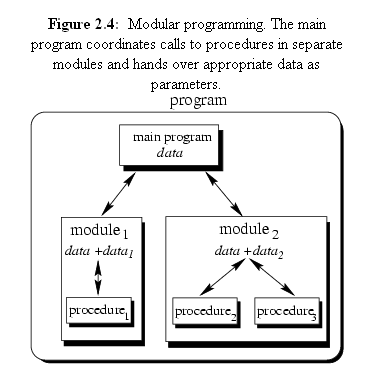 Figure 2.4: Modular programming. The main
program coordinates calls to procedures in separate
modules and hands over appropriate data as
parameters.
program
main program
data
module1
data +data1
procedure1
module2
data +data2
procedure2
procedure3